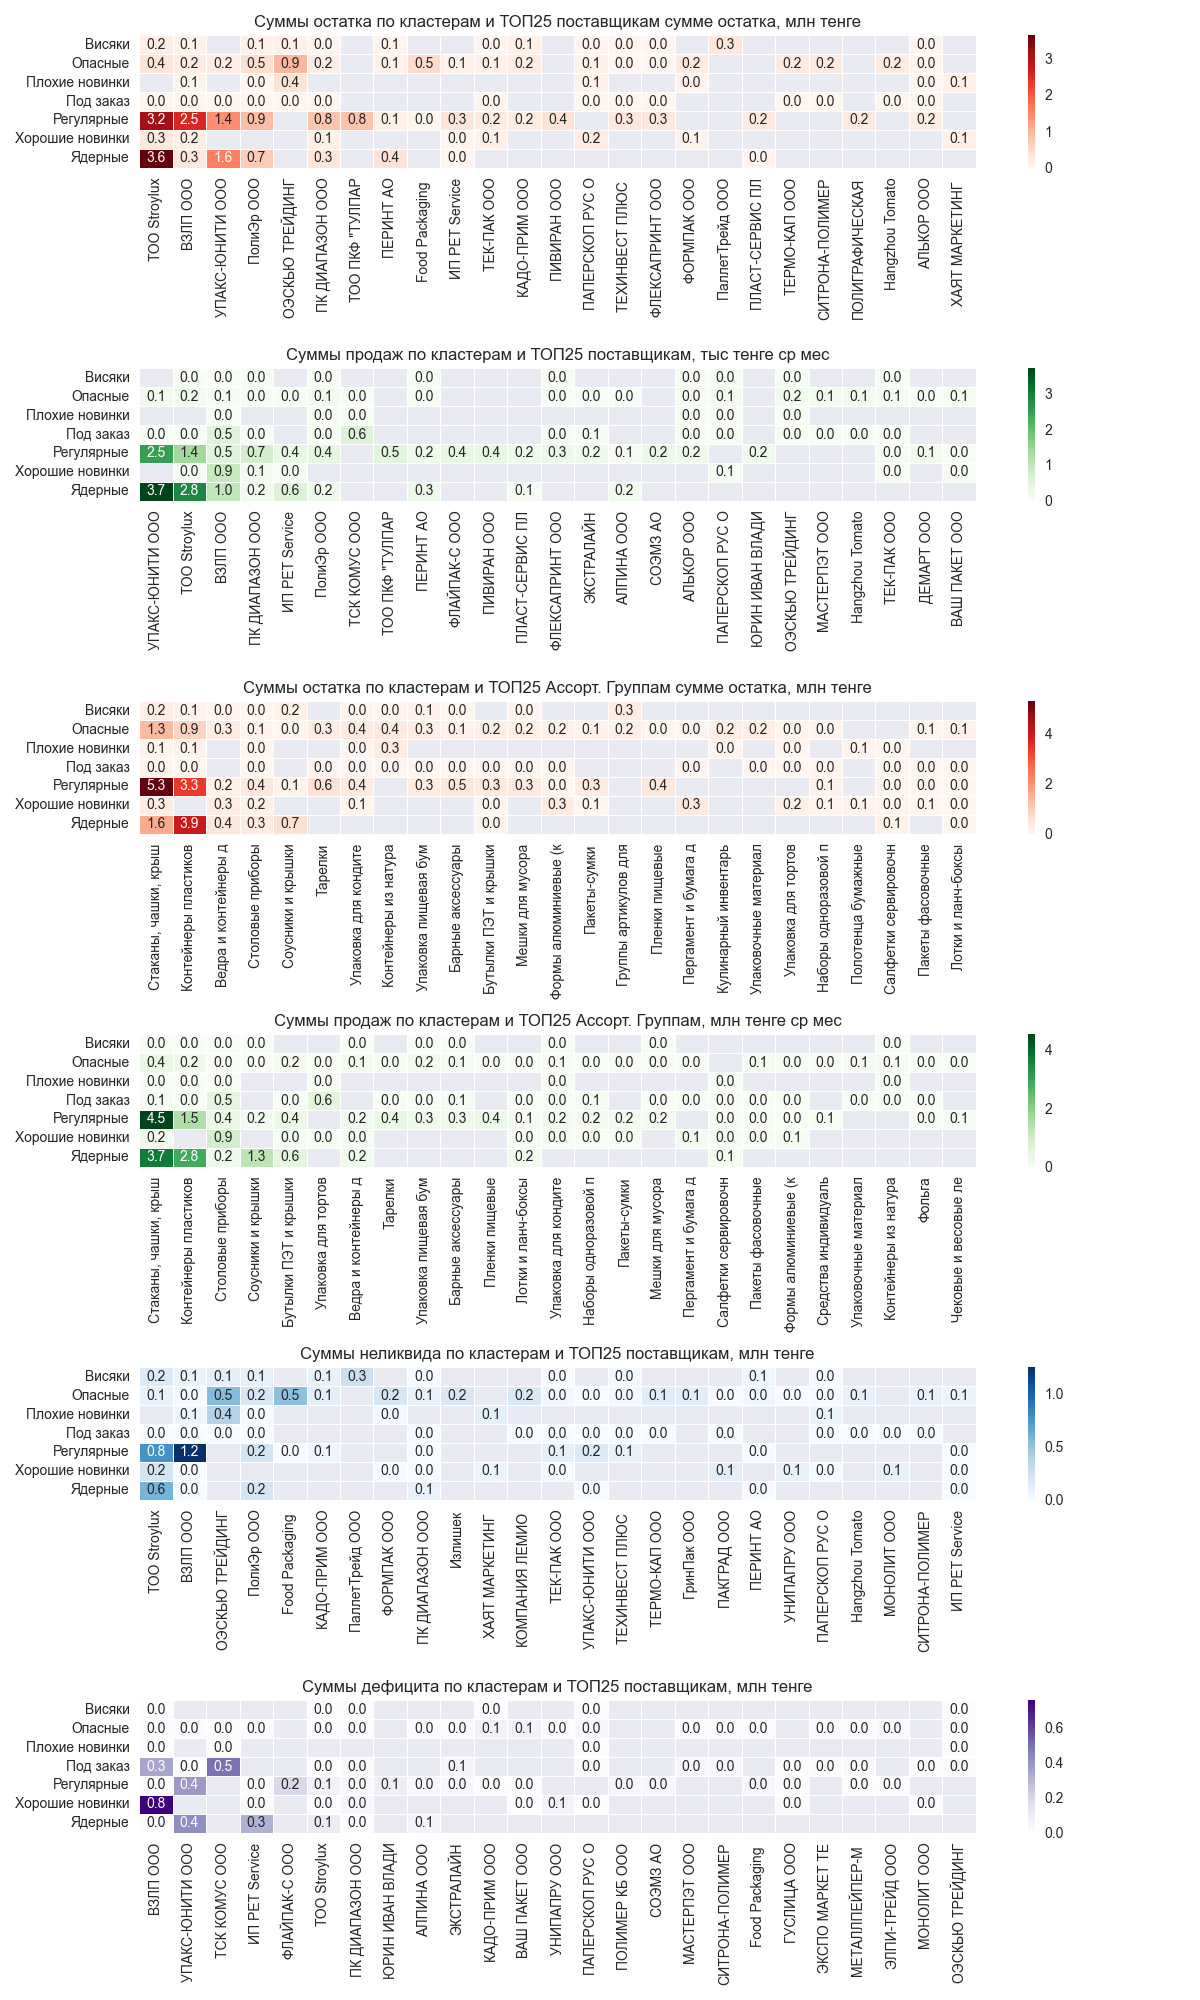 Суммы остатка по кластерам и ТОП25 поставщикам сумме остатка, млн тенге
Висяки 0.2 0.1 0.1 0.1 0.0 0.1 0.0 0.1 0.0 0.0 0.0 0.3 0.0
Опасные 0.4 0.2 0.2 0.5 0.9 0.2 0.1 0.5 0.1 0.1 0.2 0.1 0.0 0.0 0.2 0.2 0.2 0.2 0.0
Плохие новинки 0.1 0.0 0.4 0.1 0.0 0.0 0.1
Под заказ 0.0 0.0 0.0 0.0 0.0 0.0 0.0 0.0 0.0 0.0 0.0 0.0 0.0 0.0
Регулярные 3.2 2.5 1.4 0.9 0.8 0.8 0.1 0.0 0.3 0.2 0.2 0.4 0.3 0.3 0.2 0.2 0.2
Хорошие новинки 0.3 0.2 0.1 0.0 0.1 0.2 0.1 0.1
Ядерные 3.6 0.3 1.6 0.7 0.3 0.4 0.0 0.0
3
2
1
0
ТОО Stroylux
ВЗЛП ООО
УПАКС-ЮНИТИ ООО
ПолиЭр ООО
ОЭСКЬЮ ТРЕЙДИНГ
ПК ДИАПАЗОН ООО
ТОО ПКФ "ТУЛПАР
ПЕРИНТ АО
Food Packaging
ИП PET Service
ТЕК-ПАК ООО
КАДО-ПРИМ ООО
ПИВИРАН ООО
ПАПЕРСКОП РУС О
ТЕХИНВЕСТ ПЛЮС
ФЛЕКСАПРИНТ ООО
ФОРМПАК ООО
ПаллетТрейд ООО
ПЛАСТ-СЕРВИС ПЛ
ТЕРМО-КАП ООО
СИТРОНА-ПОЛИМЕР
ПОЛИГРАФИЧЕСКАЯ
Hangzhou Tomato
АЛЬКОР ООО
ХАЯТ МАРКЕТИНГ
Суммы продаж по кластерам и ТОП25 поставщикам, тыс тенге ср мес
Висяки 0.0 0.0 0.0 0.0 0.0 0.0 0.0 0.0 0.0 0.0
Опасные 0.1 0.2 0.1 0.0 0.0 0.1 0.0 0.0 0.0 0.0 0.0 0.0 0.1 0.2 0.1 0.1 0.1 0.0 0.1
Плохие новинки 0.0 0.0 0.0 0.0 0.0 0.0
Под заказ 0.0 0.0 0.5 0.0 0.0 0.6 0.0 0.1 0.0 0.0 0.0 0.0 0.0 0.0
Регулярные 2.5 1.4 0.5 0.7 0.4 0.4 0.5 0.2 0.4 0.4 0.2 0.3 0.2 0.1 0.2 0.2 0.2 0.0 0.1 0.0
Хорошие новинки 0.0 0.9 0.1 0.0 0.1 0.0 0.0
Ядерные 3.7 2.8 1.0 0.2 0.6 0.2 0.3 0.1 0.2
3
2
1
0
УПАКС-ЮНИТИ ООО
ТОО Stroylux
ВЗЛП ООО
ПК ДИАПАЗОН ООО
ИП PET Service
ПолиЭр ООО
ТСК КОМУС ООО
ТОО ПКФ "ТУЛПАР
ПЕРИНТ АО
ФЛАЙПАК-С ООО
ПИВИРАН ООО
ПЛАСТ-СЕРВИС ПЛ
ФЛЕКСАПРИНТ ООО
ЭКСТРАЛАЙН
АЛПИНА ООО
СОЭМЗ АО
АЛЬКОР ООО
ПАПЕРСКОП РУС О
ЮРИН ИВАН ВЛАДИ
ОЭСКЬЮ ТРЕЙДИНГ
МАСТЕРПЭТ ООО
Hangzhou Tomato
ТЕК-ПАК ООО
ДЕМАРТ ООО
ВАШ ПАКЕТ ООО
Суммы остатка по кластерам и ТОП25 Ассорт. Группам сумме остатка, млн тенге
Висяки 0.2 0.1 0.0 0.0 0.2 0.0 0.0 0.1 0.0 0.0 0.3
Опасные 1.3 0.9 0.3 0.1 0.0 0.3 0.4 0.4 0.3 0.1 0.2 0.2 0.2 0.1 0.2 0.0 0.0 0.2 0.2 0.0 0.0 0.1 0.1
Плохие новинки 0.1 0.1 0.0 0.0 0.3 0.0 0.0 0.1 0.0
Под заказ 0.0 0.0 0.0 0.0 0.0 0.0 0.0 0.0 0.0 0.0 0.0 0.0 0.0 0.0 0.0 0.0 0.0 0.0 0.0
Регулярные 5.3 3.3 0.2 0.4 0.1 0.6 0.4 0.3 0.5 0.3 0.3 0.0 0.3 0.4 0.1 0.0 0.0 0.0
Хорошие новинки 0.3 0.3 0.2 0.1 0.0 0.3 0.1 0.3 0.2 0.1 0.1 0.0 0.1 0.0
Ядерные 1.6 3.9 0.4 0.3 0.7 0.0 0.1 0.0
4
2
0
Стаканы, чашки, крыш
Контейнеры пластиков
Ведра и контейнеры д
Столовые приборы
Соусники и крышки
Тарелки
Упаковка для кондите
Контейнеры из натура
Упаковка пищевая бум
Барные аксессуары
Бутылки ПЭТ и крышки
Мешки для мусора
Формы алюминиевые (к
Пакеты-сумки
Группы артикулов для
Пленки пищевые
Пергамент и бумага д
Кулинарный инвентарь
Упаковочные материал
Упаковка для тортов
Наборы одноразовой п
Полотенца бумажные
Салфетки сервировочн
Пакеты фасовочные
Лотки и ланч-боксы
Суммы продаж по кластерам и ТОП25 Ассорт. Группам, млн тенге ср мес
Висяки 0.0 0.0 0.0 0.0 0.0 0.0 0.0 0.0 0.0 0.0
Опасные 0.4 0.2 0.0 0.0 0.2 0.0 0.1 0.0 0.2 0.1 0.0 0.0 0.1 0.0 0.0 0.0 0.0 0.1 0.0 0.0 0.1 0.1 0.0 0.0
Плохие новинки 0.0 0.0 0.0 0.0 0.0 0.0 0.0
Под заказ 0.1 0.0 0.5 0.0 0.6 0.0 0.0 0.1 0.0 0.0 0.1 0.0 0.0 0.0 0.0 0.0 0.0 0.0 0.0
Регулярные 4.5 1.5 0.4 0.2 0.4 0.2 0.4 0.3 0.3 0.4 0.1 0.2 0.2 0.2 0.2 0.0 0.0 0.0 0.1 0.0 0.1
Хорошие новинки 0.2 0.9 0.0 0.0 0.0 0.0 0.0 0.0 0.0 0.1 0.0 0.0 0.1
Ядерные 3.7 2.8 0.2 1.3 0.6 0.2 0.2 0.1
4
2
0
Стаканы, чашки, крыш
Контейнеры пластиков
Столовые приборы
Соусники и крышки
Бутылки ПЭТ и крышки
Упаковка для тортов
Ведра и контейнеры д
Тарелки
Упаковка пищевая бум
Барные аксессуары
Пленки пищевые
Лотки и ланч-боксы
Упаковка для кондите
Наборы одноразовой п
Пакеты-сумки
Мешки для мусора
Пергамент и бумага д
Салфетки сервировочн
Пакеты фасовочные
Формы алюминиевые (к
Средства индивидуаль
Упаковочные материал
Контейнеры из натура
Фольга
Чековые и весовые ле
Суммы неликвида по кластерам и ТОП25 поставщикам, млн тенге
Висяки 0.2 0.1 0.1 0.1 0.1 0.3 0.0 0.0 0.0 0.1 0.0
Опасные 0.1 0.0 0.5 0.2 0.5 0.1 0.2 0.1 0.2 0.2 0.0 0.0 0.0 0.1 0.1 0.0 0.0 0.0 0.0 0.1 0.1 0.1
Плохие новинки 0.1 0.4 0.0 0.0 0.1 0.1
Под заказ 0.0 0.0 0.0 0.0 0.0 0.0 0.0 0.0 0.0 0.0 0.0 0.0 0.0 0.0 0.0
Регулярные 0.8 1.2 0.2 0.0 0.1 0.0 0.1 0.2 0.1 0.0 0.0
Хорошие новинки 0.2 0.0 0.0 0.0 0.1 0.0 0.1 0.1 0.0 0.1 0.0
Ядерные 0.6 0.0 0.2 0.1 0.0 0.0 0.0
1.0
0.5
0.0
ТОО Stroylux
ВЗЛП ООО
ОЭСКЬЮ ТРЕЙДИНГ
ПолиЭр ООО
Food Packaging
КАДО-ПРИМ ООО
ПаллетТрейд ООО
ФОРМПАК ООО
ПК ДИАПАЗОН ООО
Излишек
ХАЯТ МАРКЕТИНГ
КОМПАНИЯ ЛЕМИО
ТЕК-ПАК ООО
УПАКС-ЮНИТИ ООО
ТЕХИНВЕСТ ПЛЮС
ТЕРМО-КАП ООО
ГринПак ООО
ПАКГРАД ООО
ПЕРИНТ АО
УНИПАПРУ ООО
ПАПЕРСКОП РУС О
Hangzhou Tomato
МОНОЛИТ ООО
СИТРОНА-ПОЛИМЕР
ИП PET Service
Суммы дефицита по кластерам и ТОП25 поставщикам, млн тенге
Висяки 0.0 0.0 0.0 0.0 0.0 0.0
Опасные 0.0 0.0 0.0 0.0 0.0 0.0 0.0 0.0 0.1 0.1 0.0 0.0 0.0 0.0 0.0 0.0 0.0 0.0 0.0
Плохие новинки 0.0 0.0 0.0 0.0
Под заказ 0.3 0.0 0.5 0.0 0.0 0.1 0.0 0.0 0.0 0.0 0.0 0.0 0.0 0.0
Регулярные 0.0 0.4 0.0 0.2 0.1 0.0 0.1 0.0 0.0 0.0 0.0 0.0 0.0 0.0 0.0 0.0 0.0
Хорошие новинки 0.8 0.0 0.0 0.0 0.0 0.1 0.0 0.0 0.0
Ядерные 0.0 0.4 0.3 0.1 0.0 0.1
0.6
0.4
0.2
0.0
ВЗЛП ООО
УПАКС-ЮНИТИ ООО
ТСК КОМУС ООО
ИП PET Service
ФЛАЙПАК-С ООО
ТОО Stroylux
ПК ДИАПАЗОН ООО
ЮРИН ИВАН ВЛАДИ
АЛПИНА ООО
ЭКСТРАЛАЙН
КАДО-ПРИМ ООО
ВАШ ПАКЕТ ООО
УНИПАПРУ ООО
ПАПЕРСКОП РУС О
ПОЛИМЕР КБ ООО
СОЭМЗ АО
МАСТЕРПЭТ ООО
СИТРОНА-ПОЛИМЕР
Food Packaging
ГУСЛИЦА ООО
ЭКСПО МАРКЕТ ТЕ
МЕТАЛЛПЕЙПЕР-М
ЭЛПИ-ТРЕЙД ООО
МОНОЛИТ ООО
ОЭСКЬЮ ТРЕЙДИНГ